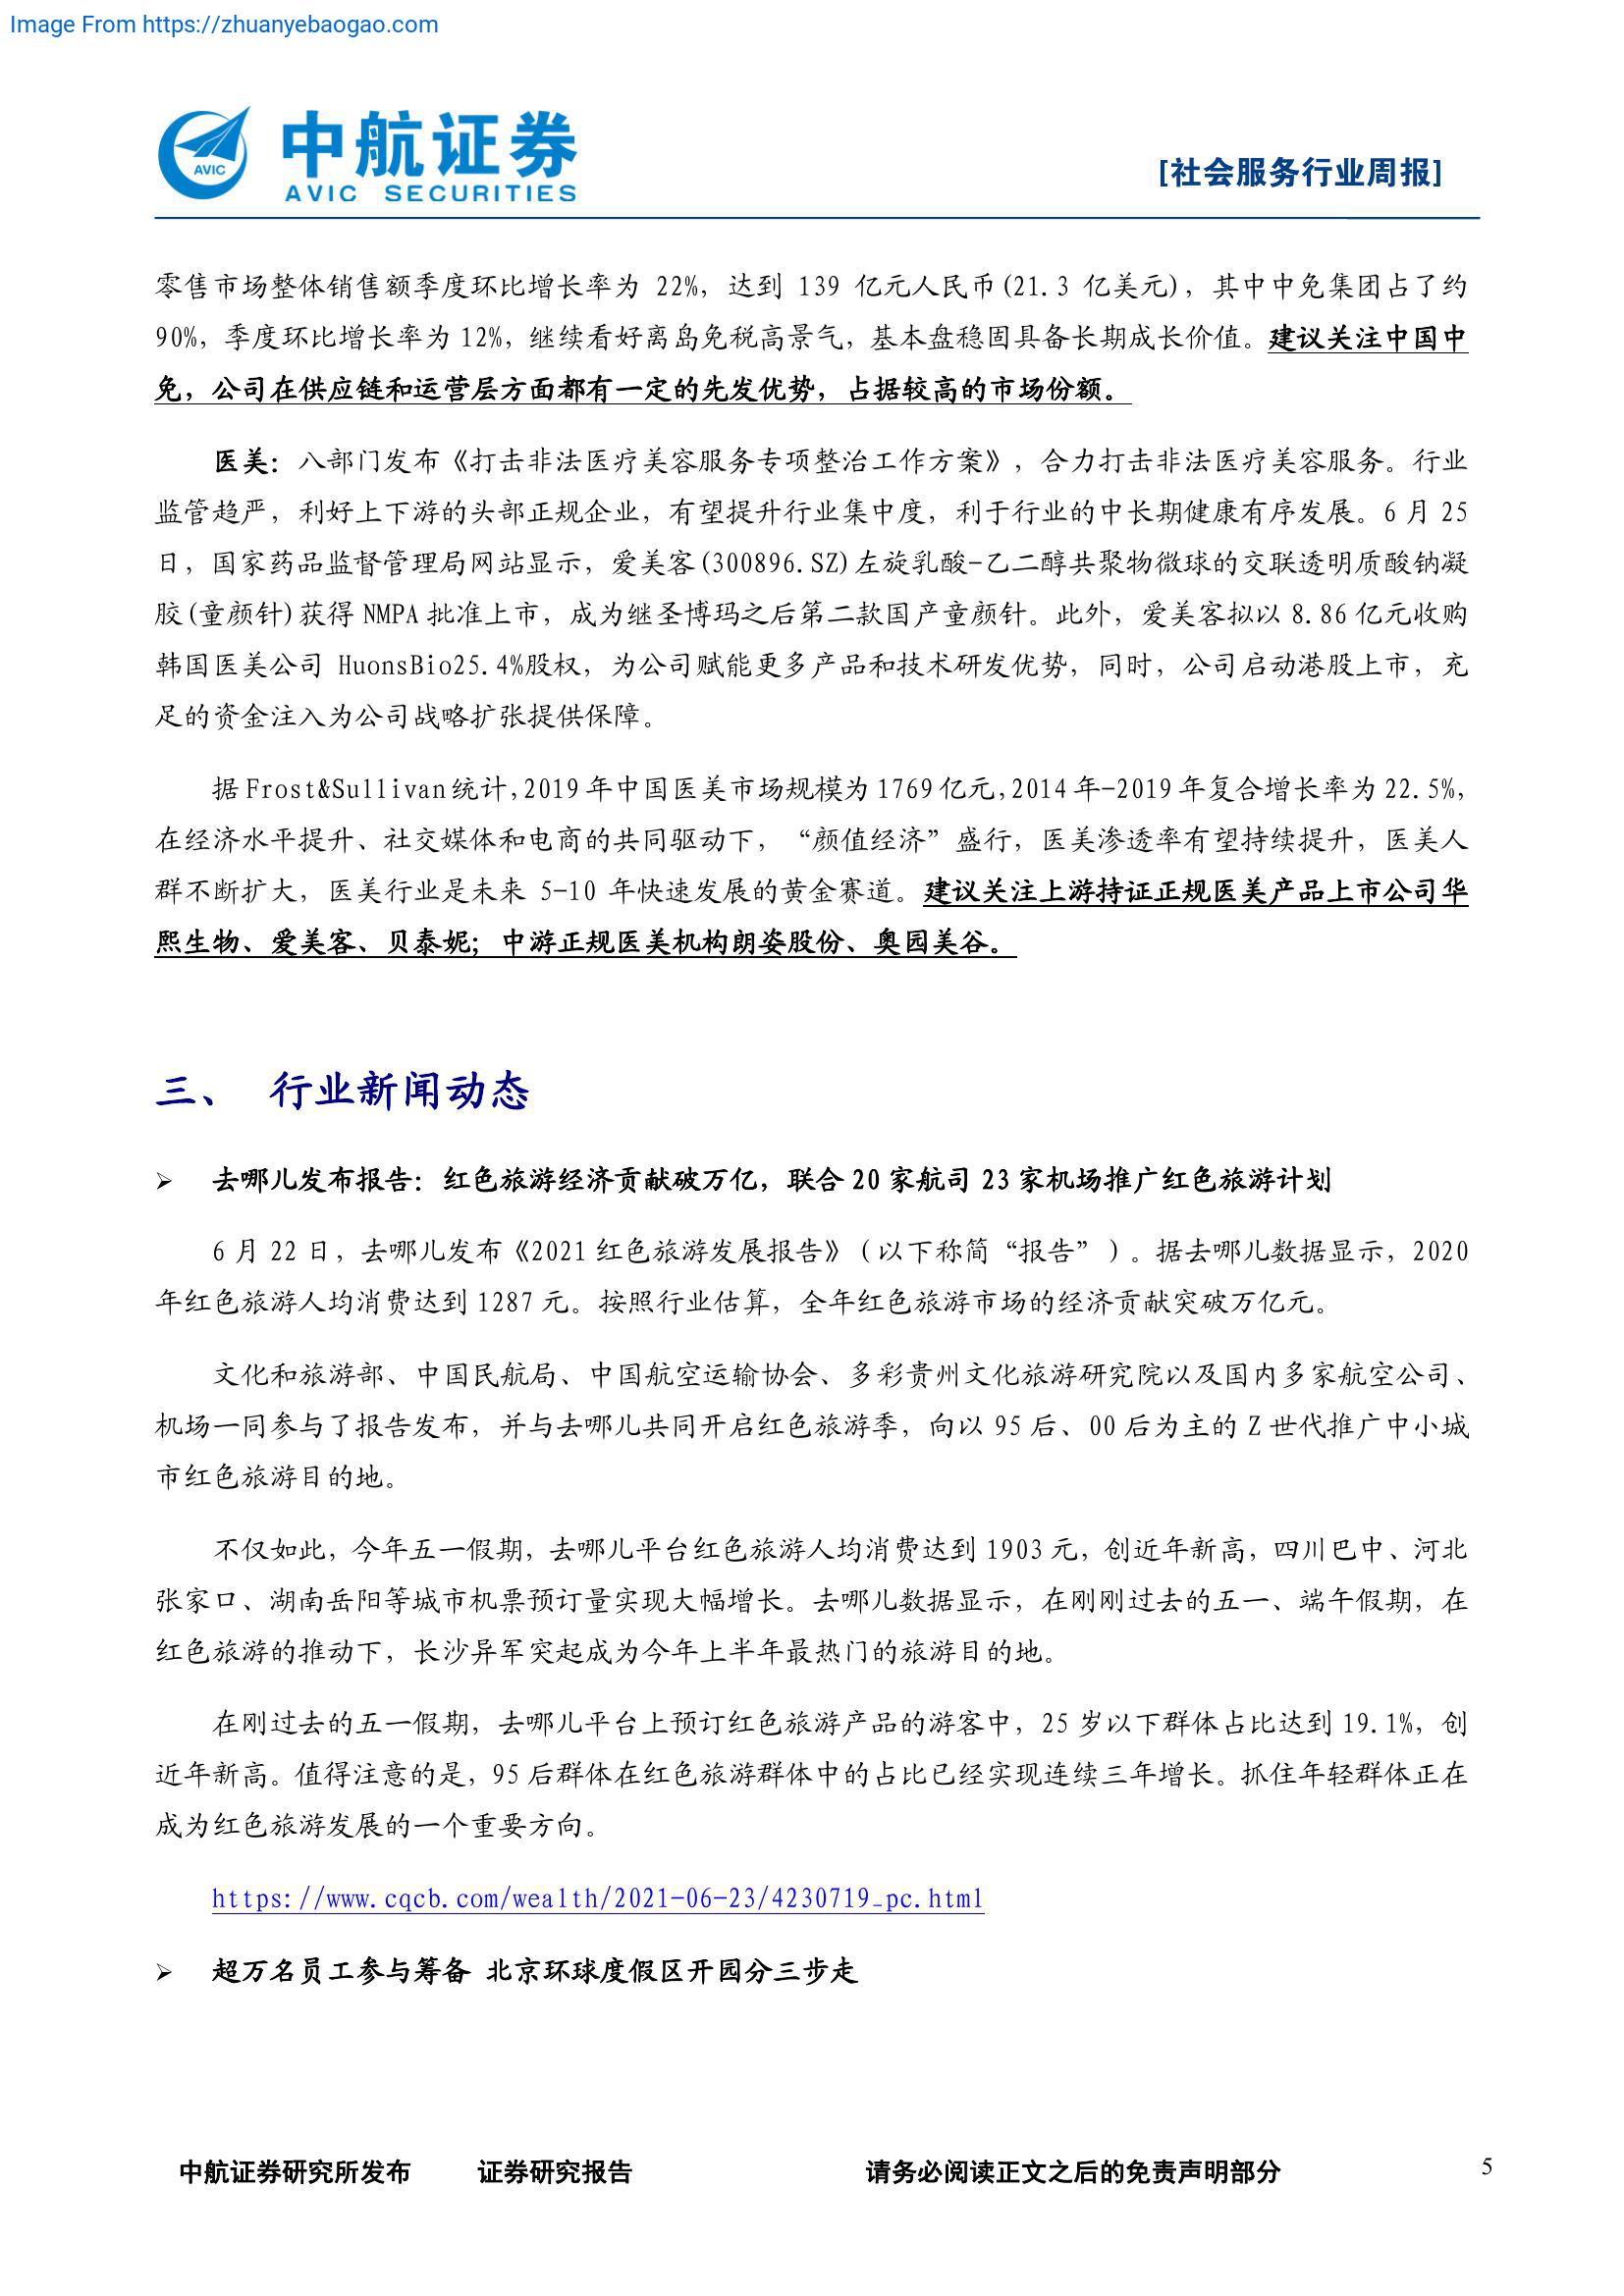 Image From https://zhuanyebaogao.com
AVIC
中航证券
AVIC SECURITIES
[社会服务行业周报]
零售市场整体销售额季度环比增长率为 22%，达到 139 亿元人民币(21.3 亿美元)，其中中免集团占了约
90%，季度环比增长率为 12%，继续看好离岛免税高景气，基本盘稳固具备长期成长价值。建议关注中国中
免，公司在供应链和运营层方面都有一定的先发优势，占据较高的市场份额。
医美：八部门发布《打击非法医疗美容服务专项整治工作方案》，合力打击非法医疗美容服务。行业
监管趋严，利好上下游的头部正规企业，有望提升行业集中度，利于行业的中长期健康有序发展。6 月 25
日，国家药品监督管理局网站显示，爱美客(300896.SZ)左旋乳酸-乙二醇共聚物微球的交联透明质酸钠凝
胶(童颜针)获得 NMPA 批准上市，成为继圣博玛之后第二款国产童颜针。此外，爱美客拟以 8.86 亿元收购
韩国医美公司 HuonsBio25.4%股权，为公司赋能更多产品和技术研发优势，同时，公司启动港股上市，充
足的资金注入为公司战略扩张提供保障。
据 Frost&Sullivan 统计，2019 年中国医美市场规模为 1769 亿元，2014 年-2019 年复合增长率为 22.5%，
在经济水平提升、社交媒体和电商的共同驱动下，“颜值经济”盛行，医美渗透率有望持续提升，医美人
群不断扩大，医美行业是未来 5-10 年快速发展的黄金赛道。建议关注上游持证正规医美产品上市公司华
熙生物、爱美客、贝泰妮；中游正规医美机构朗姿股份、奥园美谷。
三、 行业新闻动态
➢ 去哪儿发布报告：红色旅游经济贡献破万亿，联合 20 家航司 23 家机场推广红色旅游计划
6 月 22 日，去哪儿发布《2021 红色旅游发展报告》（以下称简“报告”）。据去哪儿数据显示，2020
年红色旅游人均消费达到 1287 元。按照行业估算，全年红色旅游市场的经济贡献突破万亿元。
文化和旅游部、中国民航局、中国航空运输协会、多彩贵州文化旅游研究院以及国内多家航空公司、
机场一同参与了报告发布，并与去哪儿共同开启红色旅游季，向以 95 后、00 后为主的 Z 世代推广中小城
市红色旅游目的地。
不仅如此，今年五一假期，去哪儿平台红色旅游人均消费达到 1903 元，创近年新高，四川巴中、河北
张家口、湖南岳阳等城市机票预订量实现大幅增长。去哪儿数据显示，在刚刚过去的五一、端午假期，在
红色旅游的推动下，长沙异军突起成为今年上半年最热门的旅游目的地。
在刚过去的五一假期，去哪儿平台上预订红色旅游产品的游客中，25 岁以下群体占比达到 19.1%，创
近年新高。值得注意的是，95 后群体在红色旅游群体中的占比已经实现连续三年增长。抓住年轻群体正在
成为红色旅游发展的一个重要方向。
https://www.cqcb.com/wealth/2021-06-23/4230719_pc.html
➢ 超万名员工参与筹备 北京环球度假区开园分三步走
中航证券研究所发布 证券研究报告 请务必阅读正文之后的免责声明部分 5